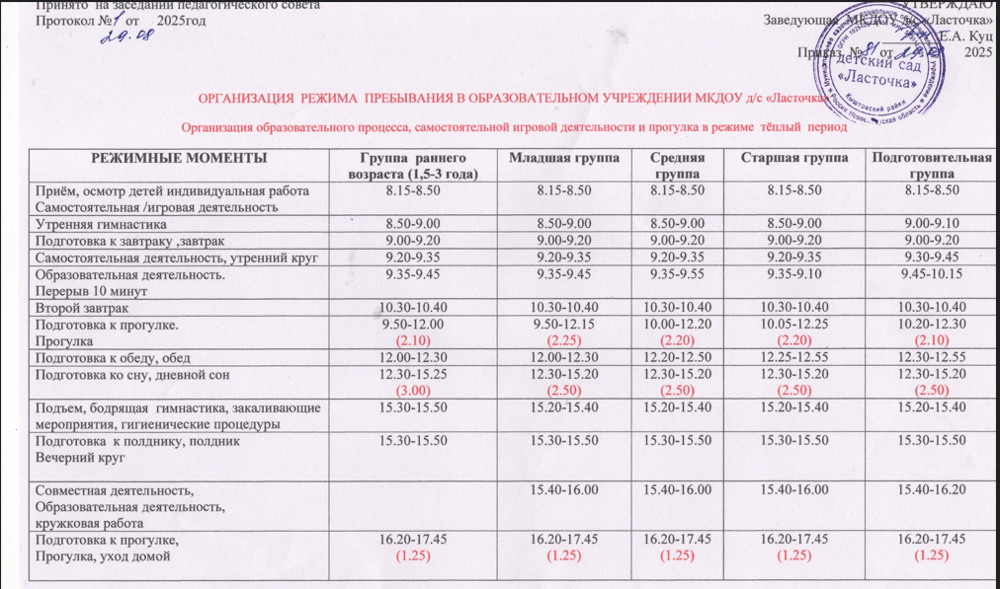 Принято на заседании педагогического совета
Протокол №1 от 2025год
29.08
УТВЕРЖДАЮ
Заведующая МКДОУ д/с «Ласточка»
Е.А. Куц
Приказ №81 от 29.08 2025
детский сад
«Ласточка»
Кыштовский район
ОРГАНИЗАЦИЯ РЕЖИМА ПРЕБЫВАНИЯ В ОБРАЗОВАТЕЛЬНОМ УЧРЕЖДЕНИИ МКДОУ д/с «Ласточка»
Организация образовательного процесса, самостоятельной игровой деятельности и прогулка в режиме тёплый период
РЕЖИМНЫЕ МОМЕНТЫ Группа раннего возраста (1,5-3 года) Младшая группа Средняя группа Старшая группа Подготовительная группа
Приём, осмотр детей индивидуальная работа 8.15-8.50 8.15-8.50 8.15-8.50 8.15-8.50 8.15-8.50
Самостоятельная /игровая деятельность
Утренняя гимнастика 8.50-9.00 8.50-9.00 8.50-9.00 8.50-9.00 9.00-9.10
Подготовка к завтраку ,завтрак 9.00-9.20 9.00-9.20 9.00-9.20 9.00-9.20 9.00-9.20
Самостоятельная деятельность, утренний круг 9.20-9.35 9.20-9.35 9.20-9.35 9.20-9.35 9.30-9.45
Образовательная деятельность. 9.35-9.45 9.35-9.45 9.35-9.55 9.35-9.10 9.45-10.15
Перерыв 10 минут
Второй завтрак 10.30-10.40 10.30-10.40 10.30-10.40 10.30-10.40 10.30-10.40
Подготовка к прогулке. 9.50-12.00 9.50-12.15 10.00-12.20 10.05-12.25 10.20-12.30
Прогулка (2.10) (2.25) (2.20) (2.20) (2.10)
Подготовка к обеду, обед 12.00-12.30 12.00-12.30 12.20-12.50 12.25-12.55 12.30-12.55
Подготовка ко сну, дневной сон 12.30-15.25 12.30-15.20 12.30-15.20 12.30-15.20 12.30-15.20
(3.00) (2.50) (2.50) (2.50) (2.50)
Подъем, бодрящая гимнастика, закаливающие 15.30-15.50 15.20-15.40 15.20-15.40 15.20-15.40 15.20-15.40
мероприятия, гигиенические процедуры
Подготовка к полднику, полдник 15.30-15.50 15.30-15.50 15.30-15.50 15.30-15.50 15.30-15.50
Вечерний круг
Совместная деятельность, 15.40-16.00 15.40-16.00 15.40-16.00 15.40-16.20
Образовательная деятельность,
кружковая работа
Подготовка к прогулке, 16.20-17.45 16.20-17.45 16.20-17.45 16.20-17.45 16.20-17.45
Прогулка, уход домой (1.25) (1.25) (1.25) (1.25) (1.25)